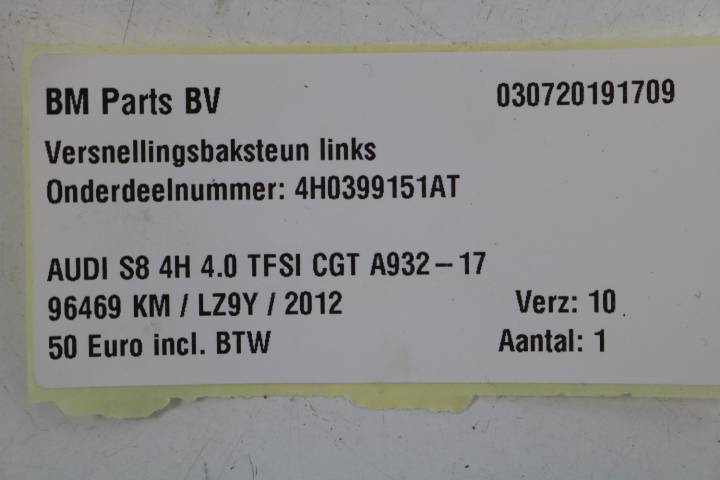 BM Parts BV 030720191709
Versnellingsbaksteun links
Onderdeelnummer: 4H0399151AT
AUDI S8 4H 4.0 TFSI CGT A932-17
96469 KM / LZ9Y / 2012 Verz: 10
50 Euro incl. BTW Aantal: 1